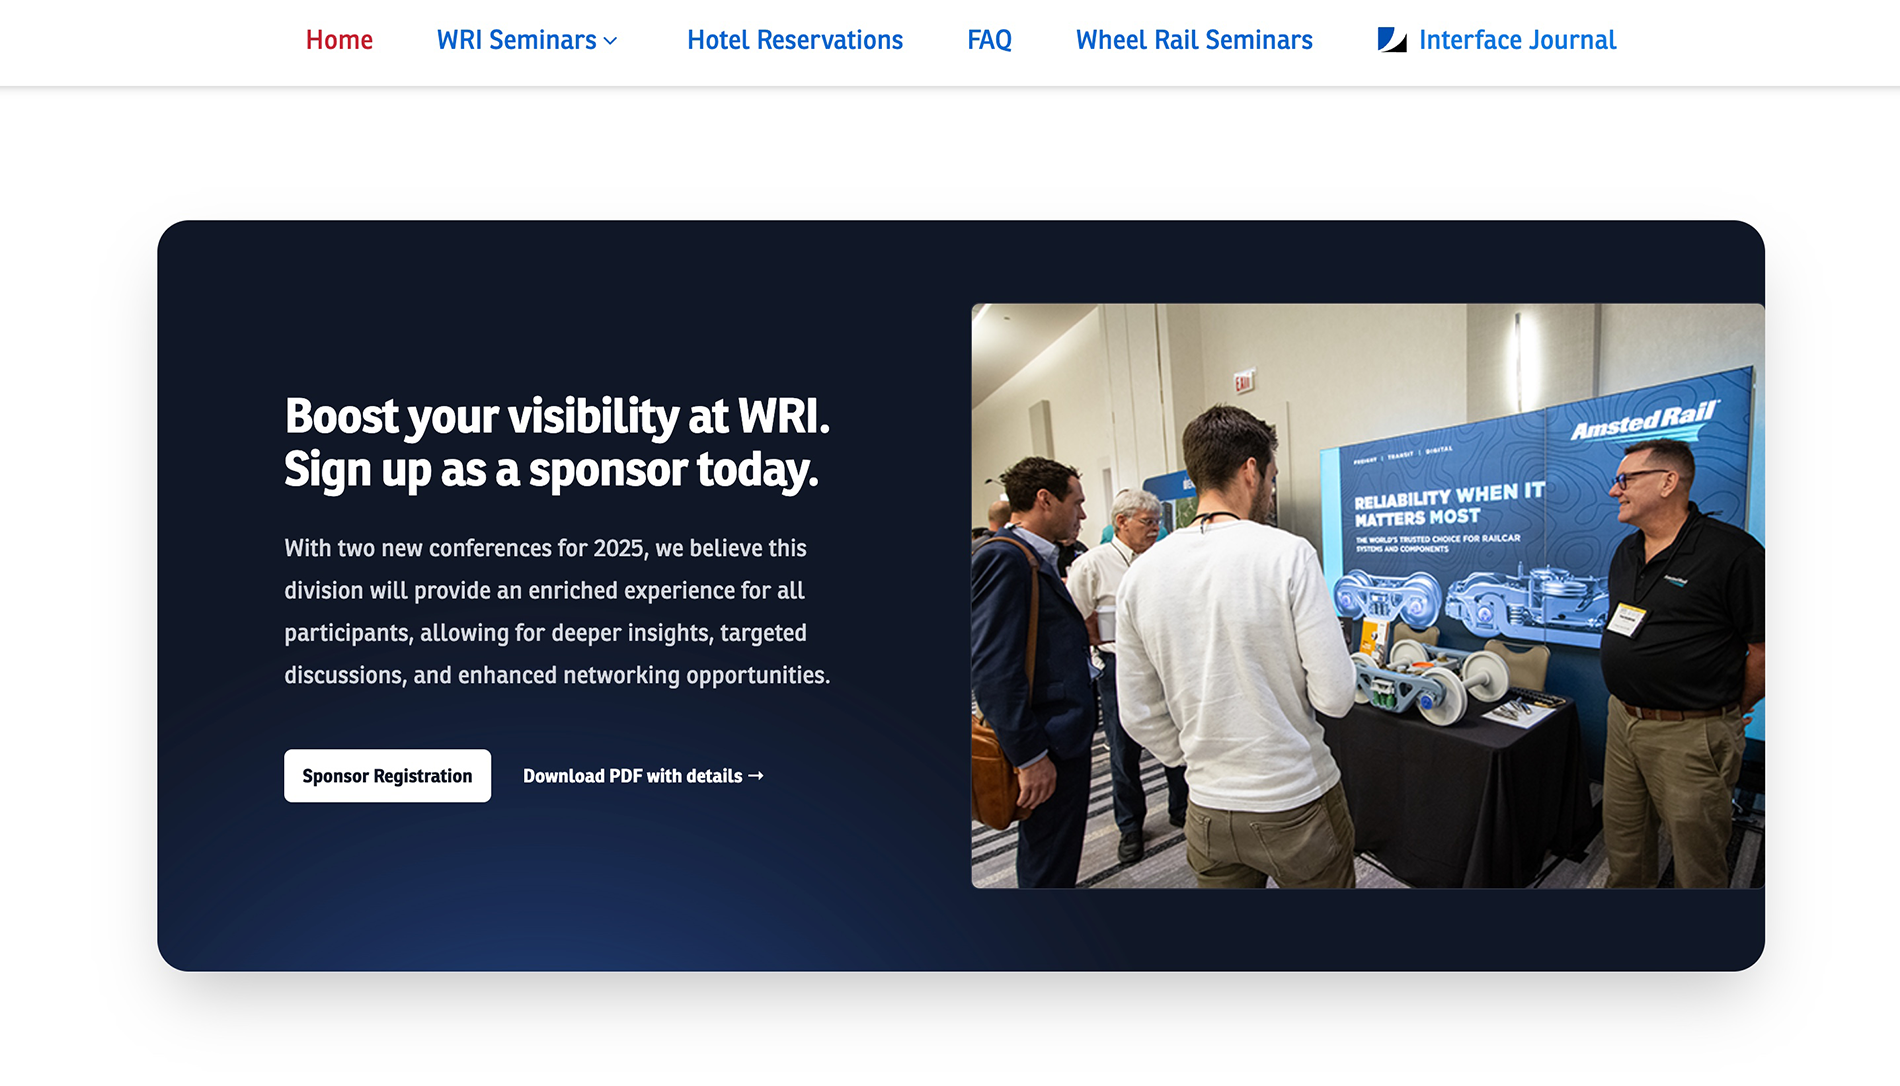 Home
WRI Seminars
Hotel Reservations
FAQ
Wheel Rail Seminars
Interface Journal
Boost your visibility at WRI.
Sign up as a sponsor today.
With two new conferences for 2025, we believe this
division will provide an enriched experience for all
participants, allowing for deeper insights, targeted
discussions, and enhanced networking opportunities.
Sponsor Registration
Download PDF with details →
EXIT
AmstedRail
FREIGHT | TRANSIT | DIGITAL
RELIABILITY WHEN IT
MATTERS MOST
THE WORLD'S TRUSTED CHOICE FOR RAILCAR
SYSTEMS AND COMPONENTS